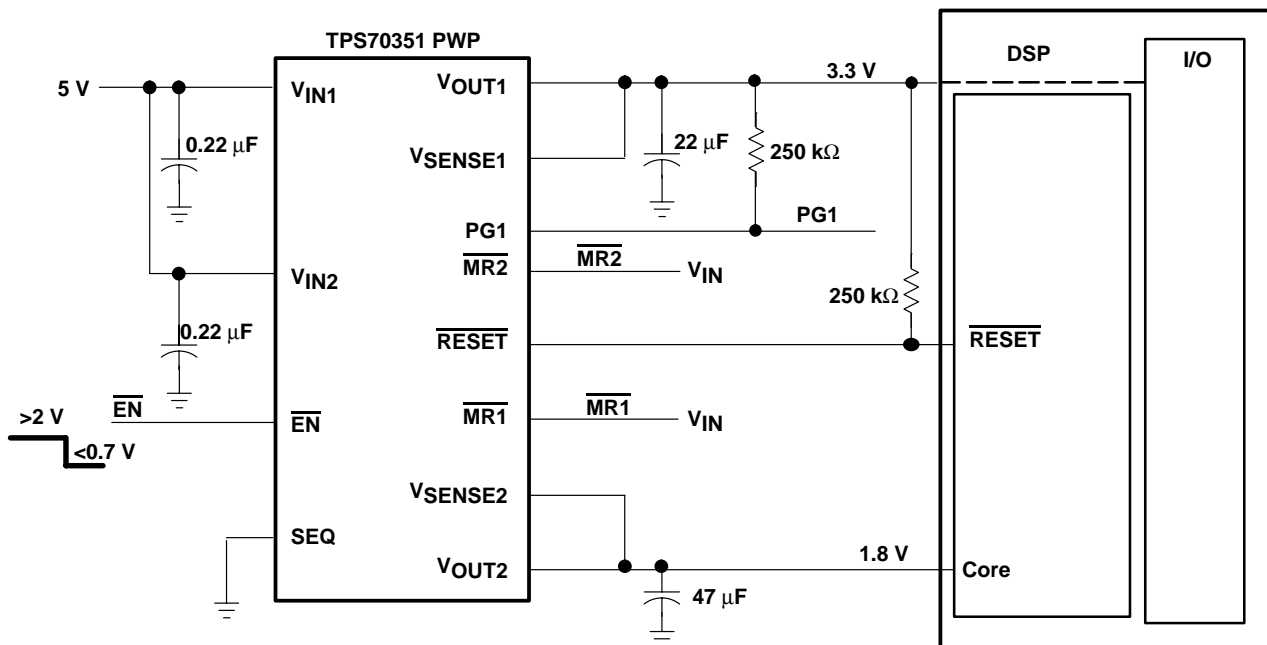 TPS70351 PWP
DSP
I/O
5 V
VIN1
VOUT1
3.3 V
0.22 μF
VSENSE1
22 μF
250 kΩ
PG1
PG1
MR2
MR2
VIN
VIN2
250 kΩ
0.22 μF
RESET
RESET
>2 V
EN
EN
MR1
MR1
VIN
<0.7 V
VSENSE2
SEQ
VOUT2
1.8 V
Core
47 μF